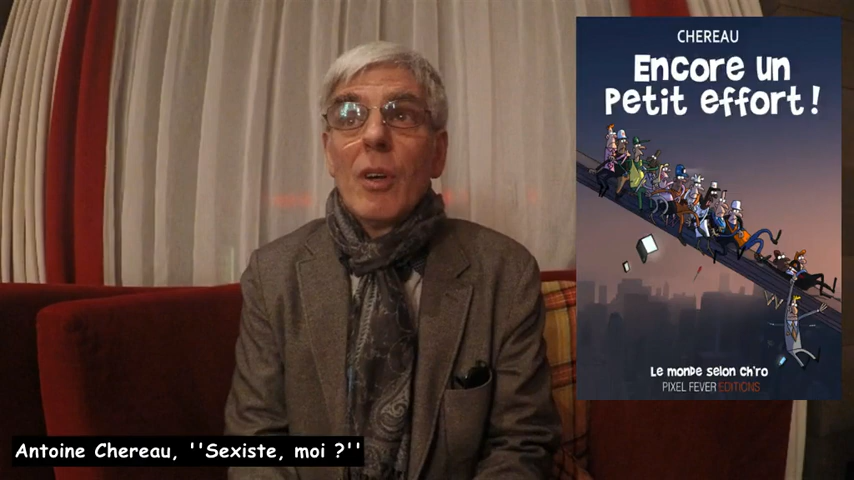 CHEREAU
Encore un
Petit effort !
Le monde selon Ch'ro
PIXEL FEVER EDITIONS
Antoine Chereau, ''Sexiste, moi ?''